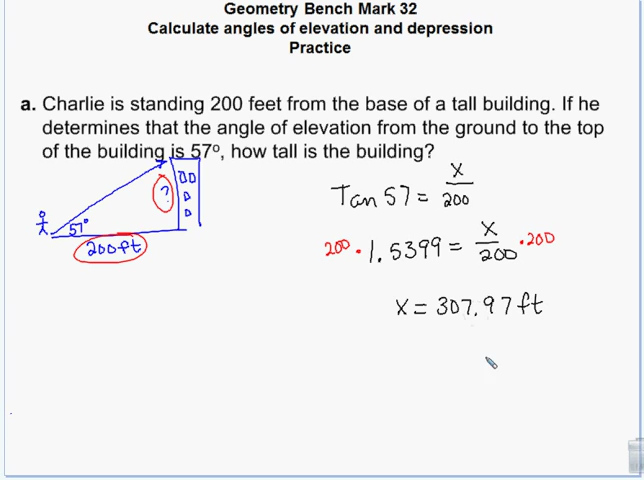 Geometry Bench Mark 32
Calculate angles of elevation and depression
Practice
a. Charlie is standing 200 feet from the base of a tall building. If he
determines that the angle of elevation from the ground to the top
of the building is 57º, how tall is the building?
?
57°
200ft
Tan 57 = x/200
200 · 1.5399 = x/200 · 200
x = 307.97ft